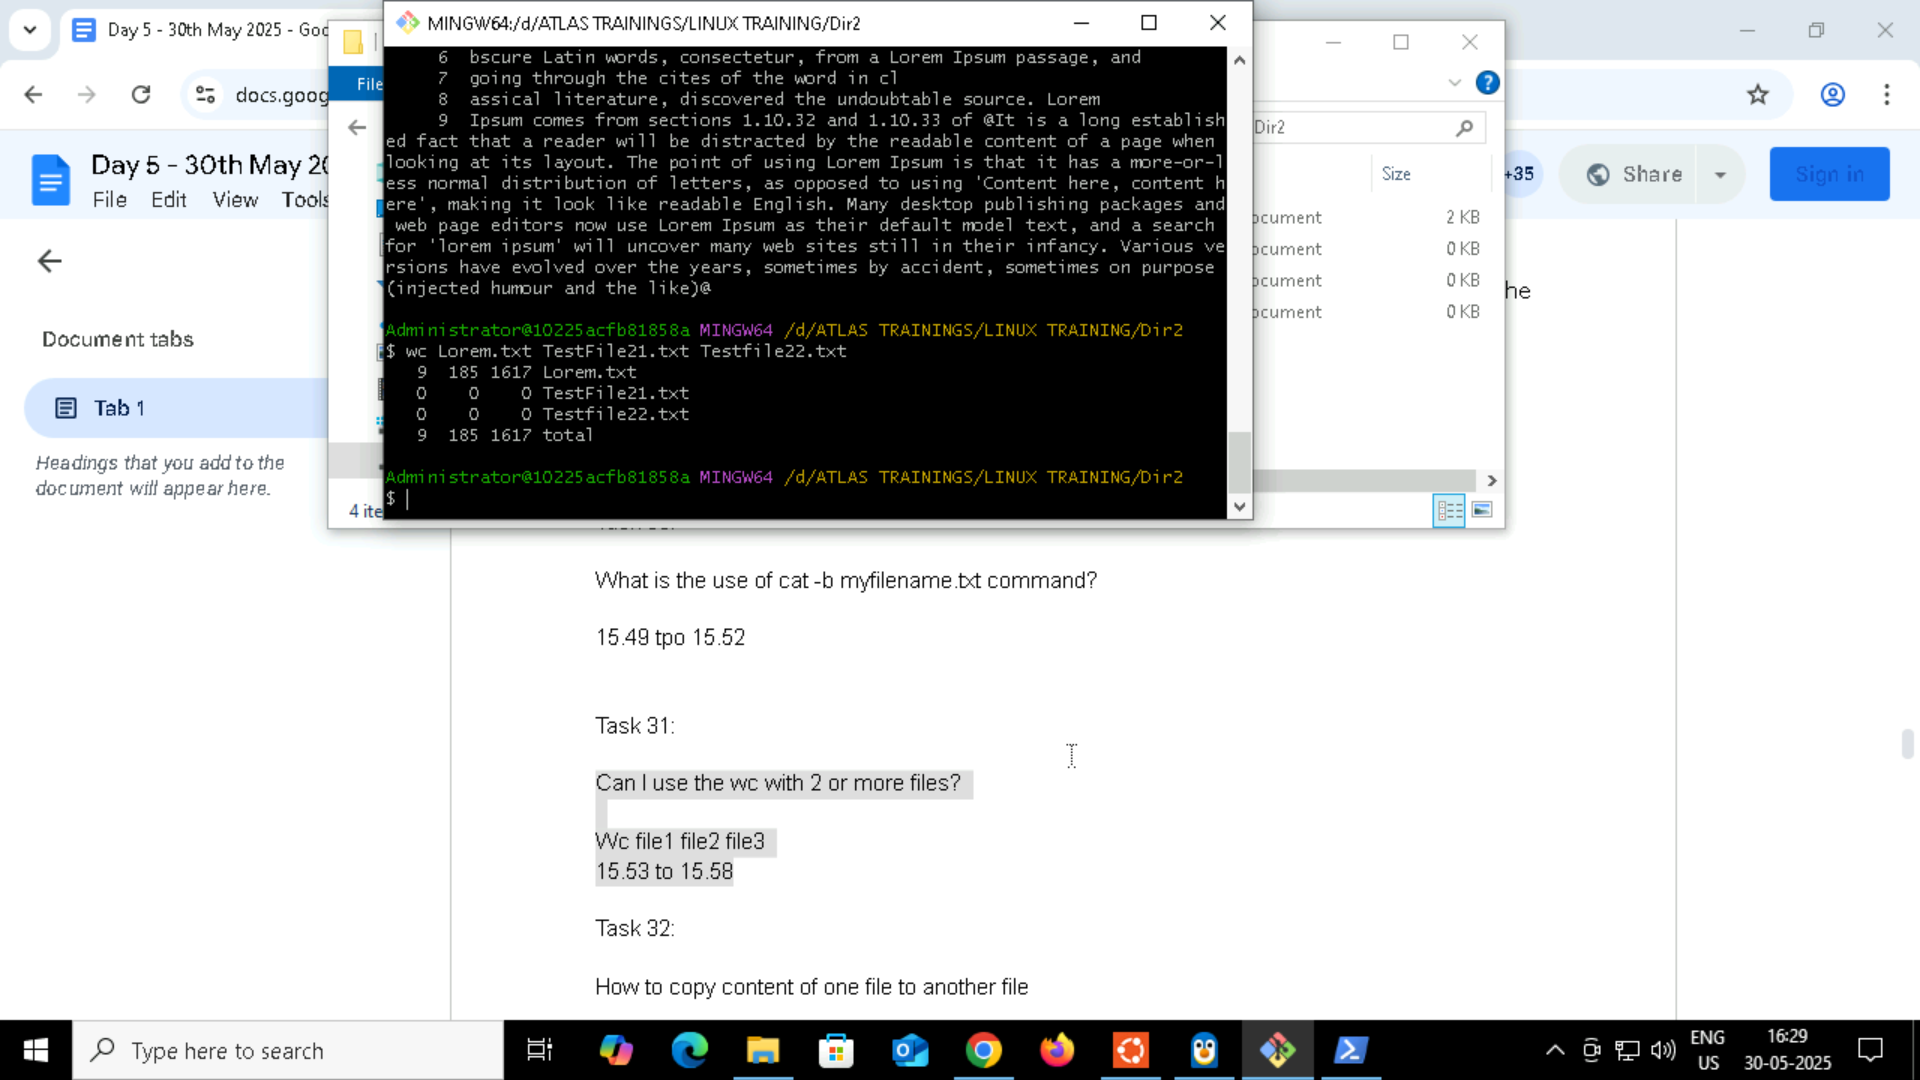 Day 5 - 30th May 2025 - Goo
docs.goog
Day 5 - 30th May 20
File Edit View Tools
Share
Sign in
+35
Document tabs
Tab 1
Headings that you add to the
document will appear here.
File
4 ite
Dir2
Size
ocument 2 KB
ocument 0 KB
ocument 0 KB
ocument 0 KB
he
MINGW64:/d/ATLAS TRAININGS/LINUX TRAINING/Dir2
6 bscure Latin words, consectetur, from a Lorem Ipsum passage, and
7 going through the cites of the word in cl
8 assical literature, discovered the undoubtable source. Lorem
9 Ipsum comes from sections 1.10.32 and 1.10.33 of @It is a long establish
ed fact that a reader will be distracted by the readable content of a page when
looking at its layout. The point of using Lorem Ipsum is that it has a more-or-l
ess normal distribution of letters, as opposed to using 'Content here, content h
ere', making it look like readable English. Many desktop publishing packages and
web page editors now use Lorem Ipsum as their default model text, and a search
for 'lorem ipsum' will uncover many web sites still in their infancy. Various ve
rsions have evolved over the years, sometimes by accident, sometimes on purpose
(injected humour and the like)@
Administrator@10225acfb81858a MINGW64 /d/ATLAS TRAININGS/LINUX TRAINING/Dir2
$ wc Lorem.txt TestFile21.txt Testfile22.txt
9 185 1617 Lorem.txt
0 0 0 TestFile21.txt
0 0 0 Testfile22.txt
9 185 1617 total
Administrator@10225acfb81858a MINGW64 /d/ATLAS TRAININGS/LINUX TRAINING/Dir2
$
What is the use of cat -b myfilename.txt command?
15.49 tpo 15.52
Task 31:
Can I use the wc with 2 or more files?
Wc file1 file2 file3
15.53 to 15.58
Task 32:
How to copy content of one file to another file
Type here to search
ENG
US
16:29
30-05-2025